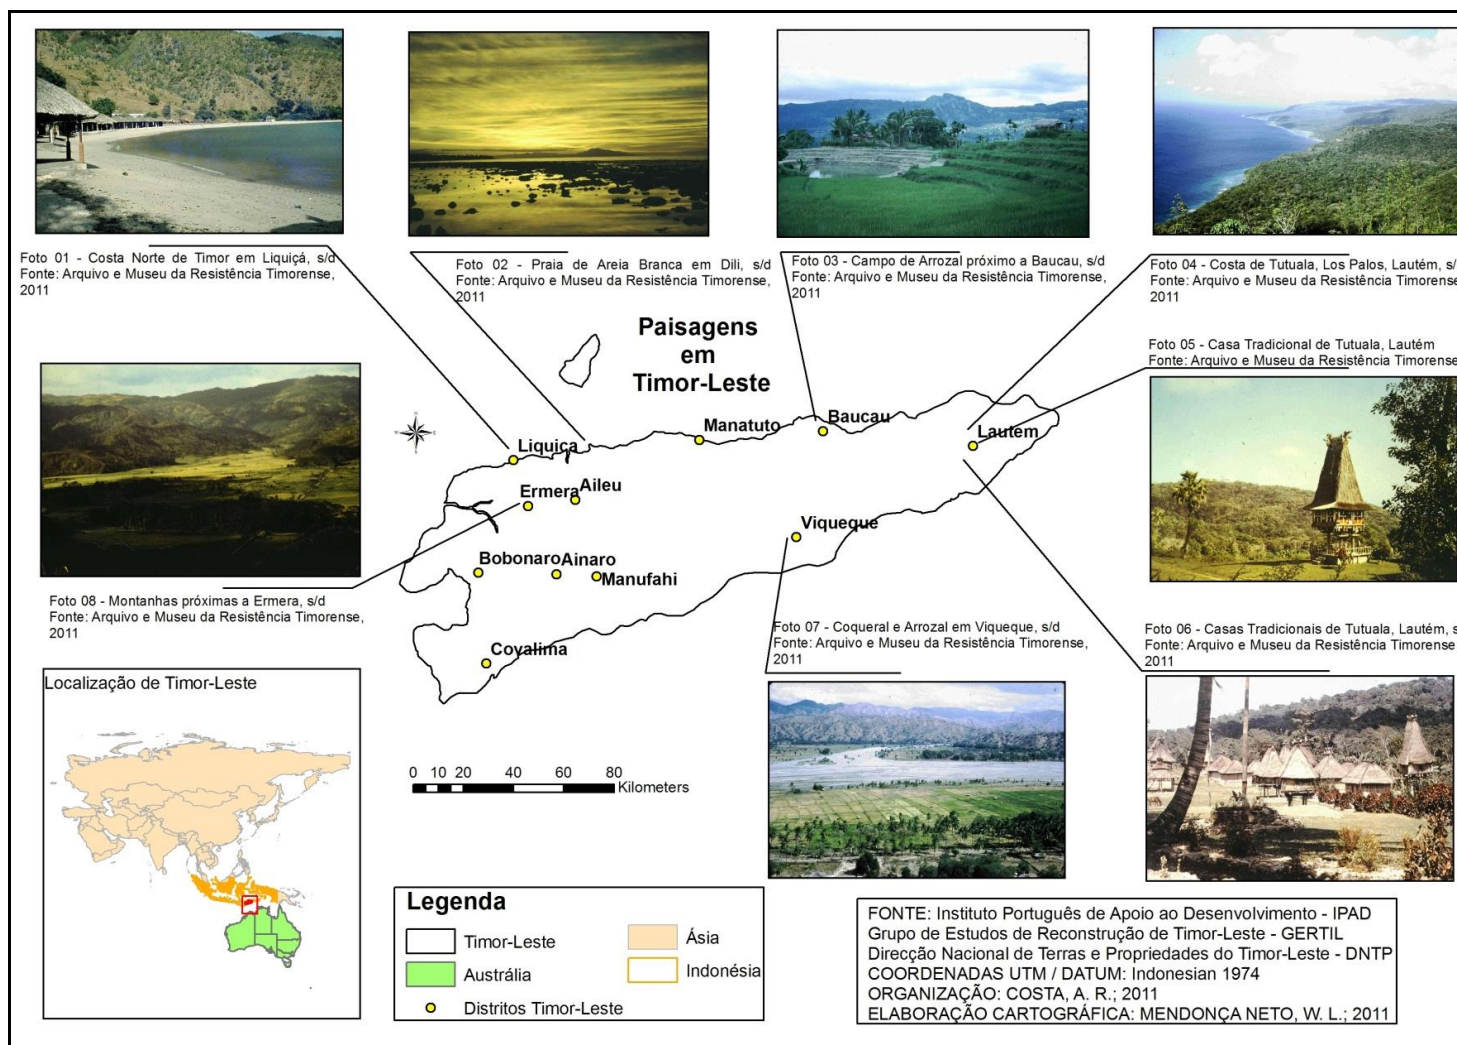 Foto 01 - Costa Norte de Timor em Liquiçá, s/d
Fonte: Arquivo e Museu da Resistência Timorense,
2011
Foto 02 - Praia de Areia Branca em Dili, s/d
Fonte: Arquivo e Museu da Resistência Timorense,
2011
Foto 03 - Campo de Arrozal próximo a Baucau, s/d
Fonte: Arquivo e Museu da Resistência Timorense,
2011
Foto 04 - Costa de Tutuala, Los Palos, Lautém, s/
Fonte: Arquivo e Museu da Resistência Timorense
2011
Paisagens
em
Timor-Leste
Foto 05 - Casa Tradicional de Tutuala, Lautém
Fonte: Arquivo e Museu da Resistência Timorense
Liquiça
Manatuto
Baucau
Lautem
Ermera
Aileu
Viqueque
Bobonaro
Ainaro
Manufahi
Covalima
Foto 08 - Montanhas próximas a Ermera, s/d
Fonte: Arquivo e Museu da Resistência Timorense,
2011
Foto 07 - Coqueral e Arrozal em Viqueque, s/d
Fonte: Arquivo e Museu da Resistência Timorense,
2011
Foto 06 - Casas Tradicionais de Tutuala, Lautém, s
Fonte: Arquivo e Museu da Resistência Timorense
2011
Localização de Timor-Leste
0 10 20 40 60 80
Kilometers
Legenda
Timor-Leste
Ásia
Austrália
Indonésia
Distritos Timor-Leste
FONTE: Instituto Português de Apoio ao Desenvolvimento - IPAD
Grupo de Estudos de Reconstrução de Timor-Leste - GERTIL
Direcção Nacional de Terras e Propriedades do Timor-Leste - DNTP
COORDENADAS UTM / DATUM: Indonesian 1974
ORGANIZAÇÃO: COSTA, A. R.; 2011
ELABORAÇÃO CARTOGRÁFICA: MENDONÇA NETO, W. L.; 2011